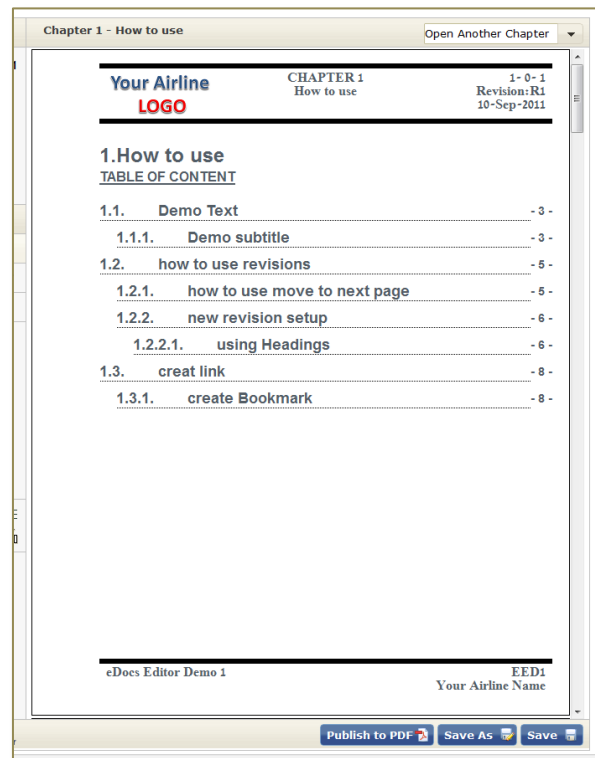 Chapter 1 - How to use
Open Another Chapter
Your Airline
LOGO
CHAPTER 1
How to use
1- 0- 1
Revision:R1
10-Sep-2011
1.How to use
TABLE OF CONTENT
1.1. Demo Text - 3 -
1.1.1. Demo subtitle - 3 -
1.2. how to use revisions - 5 -
1.2.1. how to use move to next page - 5 -
1.2.2. new revision setup - 6 -
1.2.2.1. using Headings - 6 -
1.3. creat link - 8 -
1.3.1. create Bookmark - 8 -
eDocs Editor Demo 1
EED1
Your Airline Name
Publish to PDF
Save As
Save